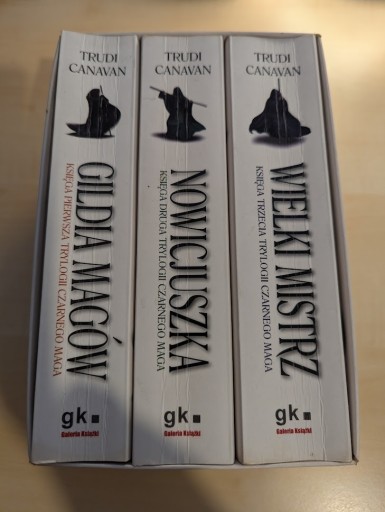 TRUDI
CANAVAN
GILDIA MAGÓW
KSIĘGA PIERWSZA TRYLOGII CZARNEGO MAGA
gk.
Galeria Książki
TRUDI
CANAVAN
NOWICJUSZKA
KSIĘGA DRUGA TRYLOGII CZARNEGO MAGA
gk.
Galeria Książki
TRUDI
CANAVAN
WIELKI MISTRZ
KSIĘGA TRZECIA TRYLOGII CZARNEGO MAGA
gk.
Galeria Książki